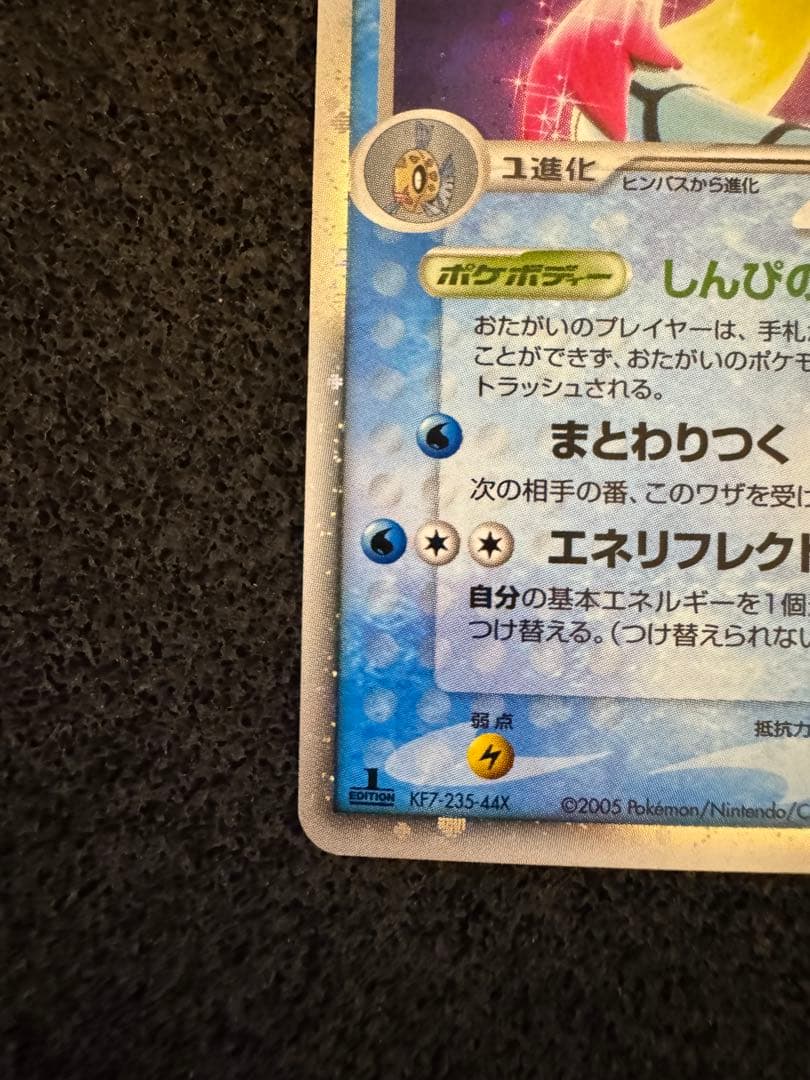 1進化
ヒンバスから進化
ポケボディー しんぴの
おたがいのプレイヤーは、手札
ことができず、おたがいのポケモ
トラッシュされる。
まとわりつく
次の相手の番、このワザを受け
エネリフレクト
自分の基本エネルギーを1個
つけ替える。(つけ替えられない
弱点
抵抗力
1
EDITION KF7-235-44X ©2005 Pokémon/Nintendo/C